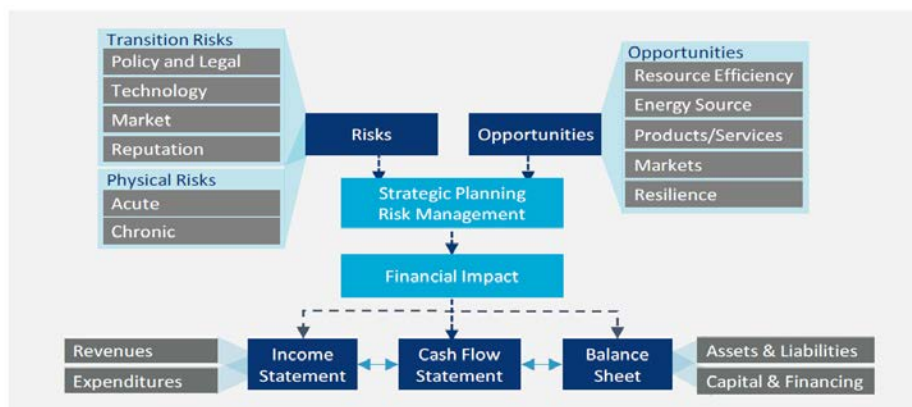 Transition Risks
Policy and Legal
Technology
Market
Reputation
Physical Risks
Acute
Chronic
Risks
Opportunities
Opportunities
Resource Efficiency
Energy Source
Products/Services
Markets
Resilience
Strategic Planning
Risk Management
Financial Impact
Revenues
Expenditures
Income
Statement
Cash Flow
Statement
Balance
Sheet
Assets & Liabilities
Capital & Financing